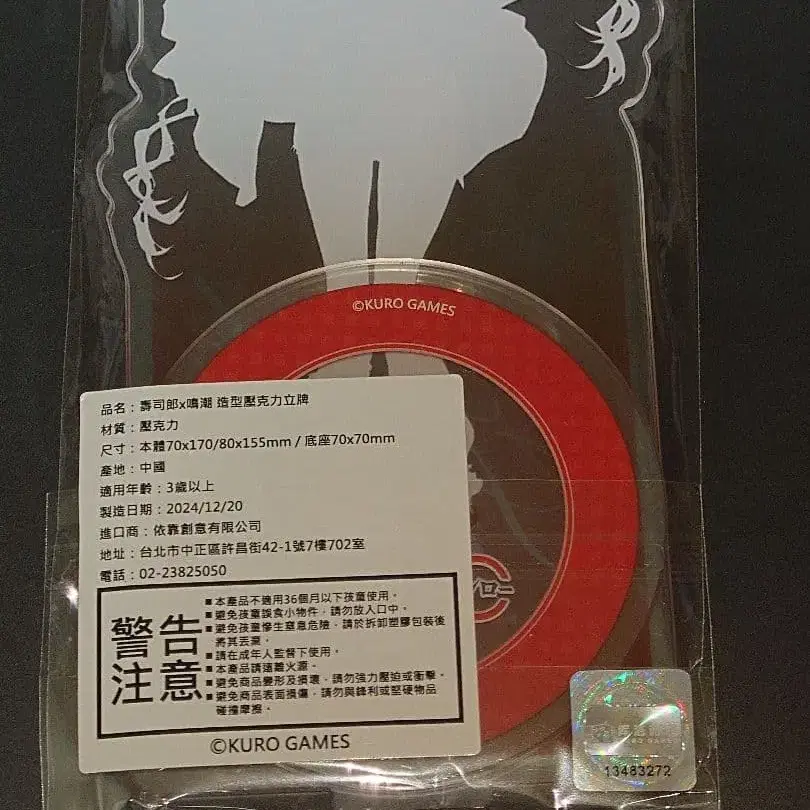 ©KURO GAMES
品名：壽司郎x鳴潮 造型壓克力立牌
材質：壓克力
尺寸：本體70x170/80x155mm / 底座70x70mm
產地：中國
適用年齡：3歲以上
製造日期：2024/12/20
進口商：依靠創意有限公司
地址：台北市中正區許昌街42-1號7樓702室
電話：02-23825050
警告
注意
■本產品不適用36個月以下孩童使用。
■避免孩童誤食小物件，請勿放入口中。
■避免孩童慘生窒息危險，請於拆卸塑膠包裝後
將其丟棄。
■請在成年人監督下使用。
■本產品請遠離火源。
■避免商品變形及損壞，請勿強力壓迫或衝擊。
■避免商品表面損傷，請勿與鋒利或堅硬物品
碰撞摩擦。
©KURO GAMES
13483272